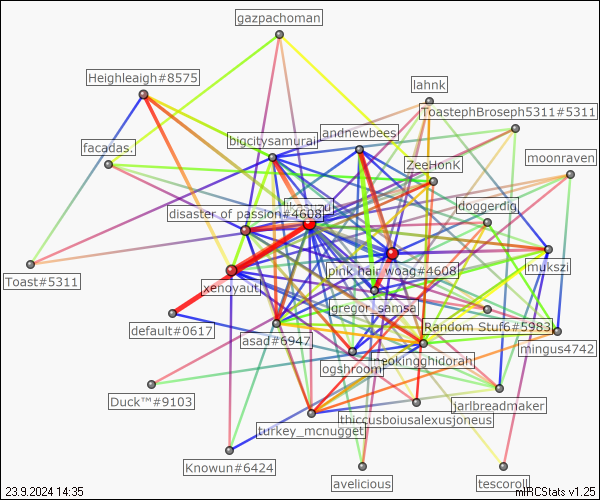 gazpachoman
Heighleaigh#8575
lahnk
ToastephBroseph5311#5311
andnewbees
bigcitysamurai
facadas.
ZeeHonK
moonraven
doggerdig
disaster of passion#4608
mukszi
pink hair woag#4608
Toast#5311
xenoyaut
gregor_samsa
default#0617
Random Stuf6#5983
asad#6947
mingus4742
neokingghidorah
ogshroom
Duck™#9103
jarlbreadmaker
thiccusboiusalexusjoneus
turkey_mcnugget
Knowun#6424
avelicious
tescoroll
23.9.2024 14:35
mIRCStats v1.25